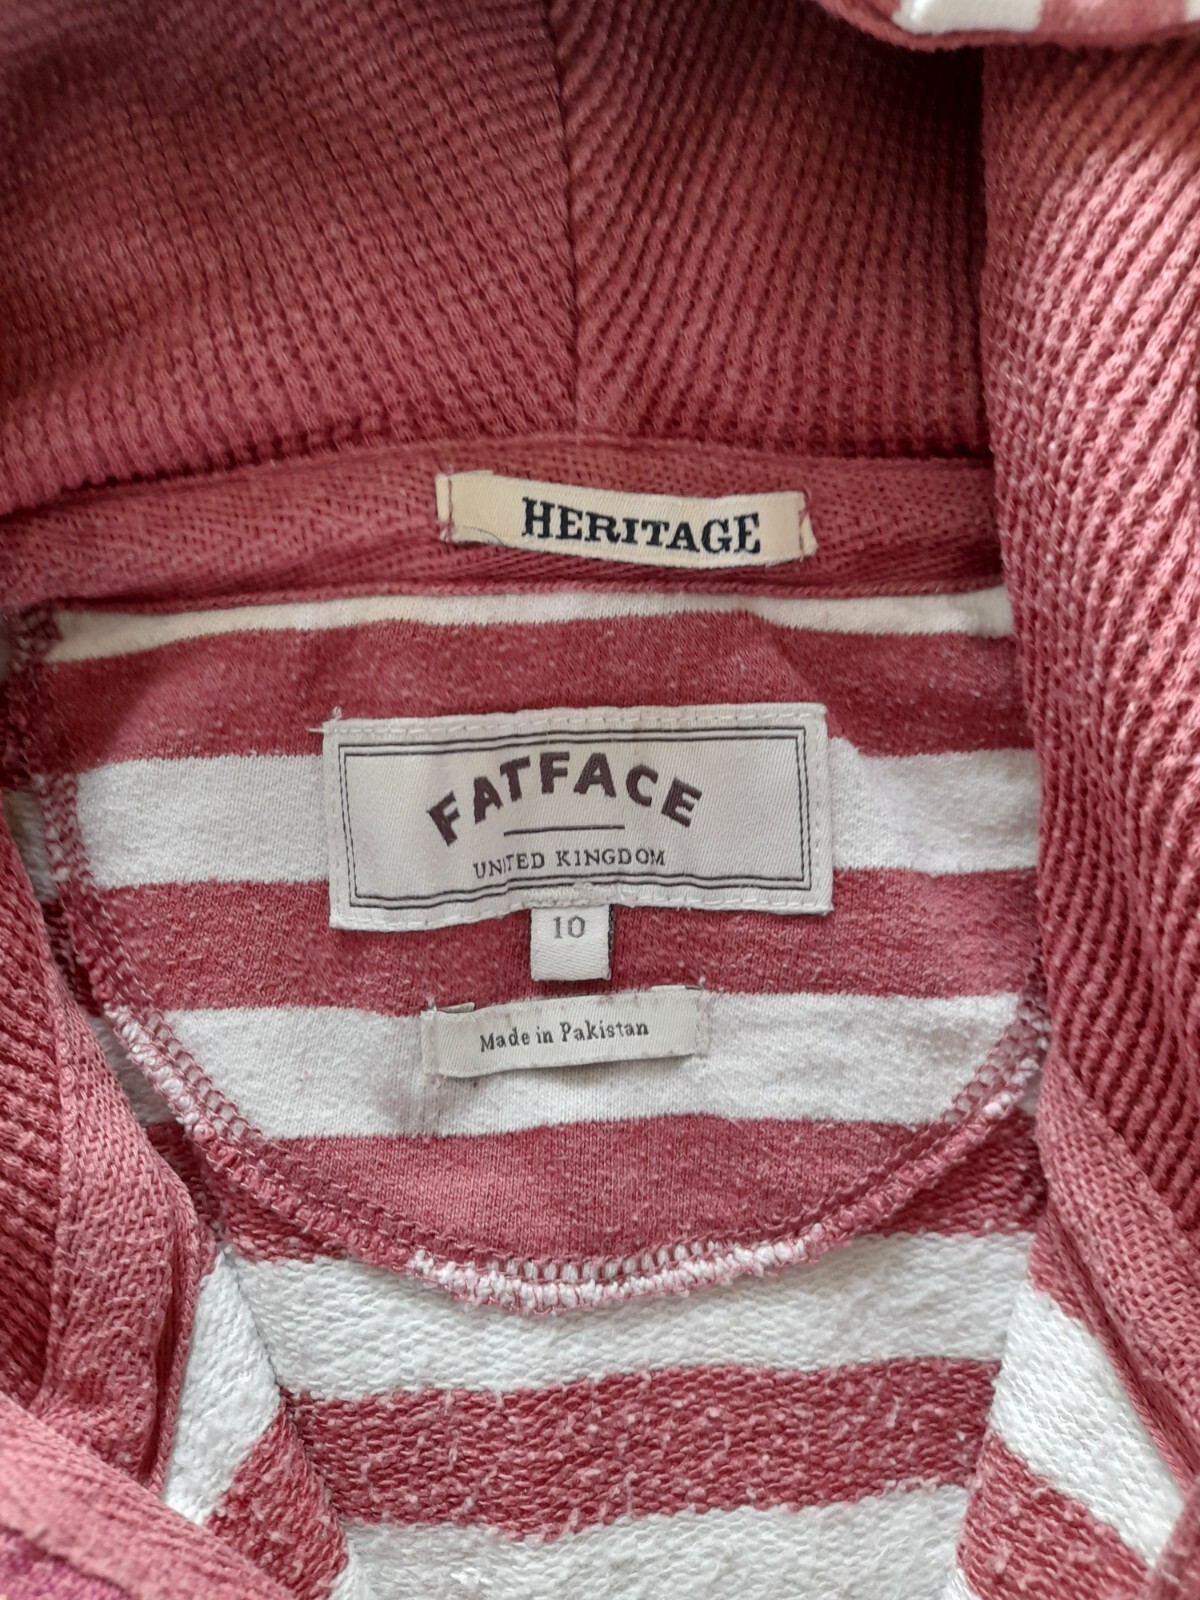 HERITAGE
FATFACE
UNITED KINGDOM
10
Made in Pakistan